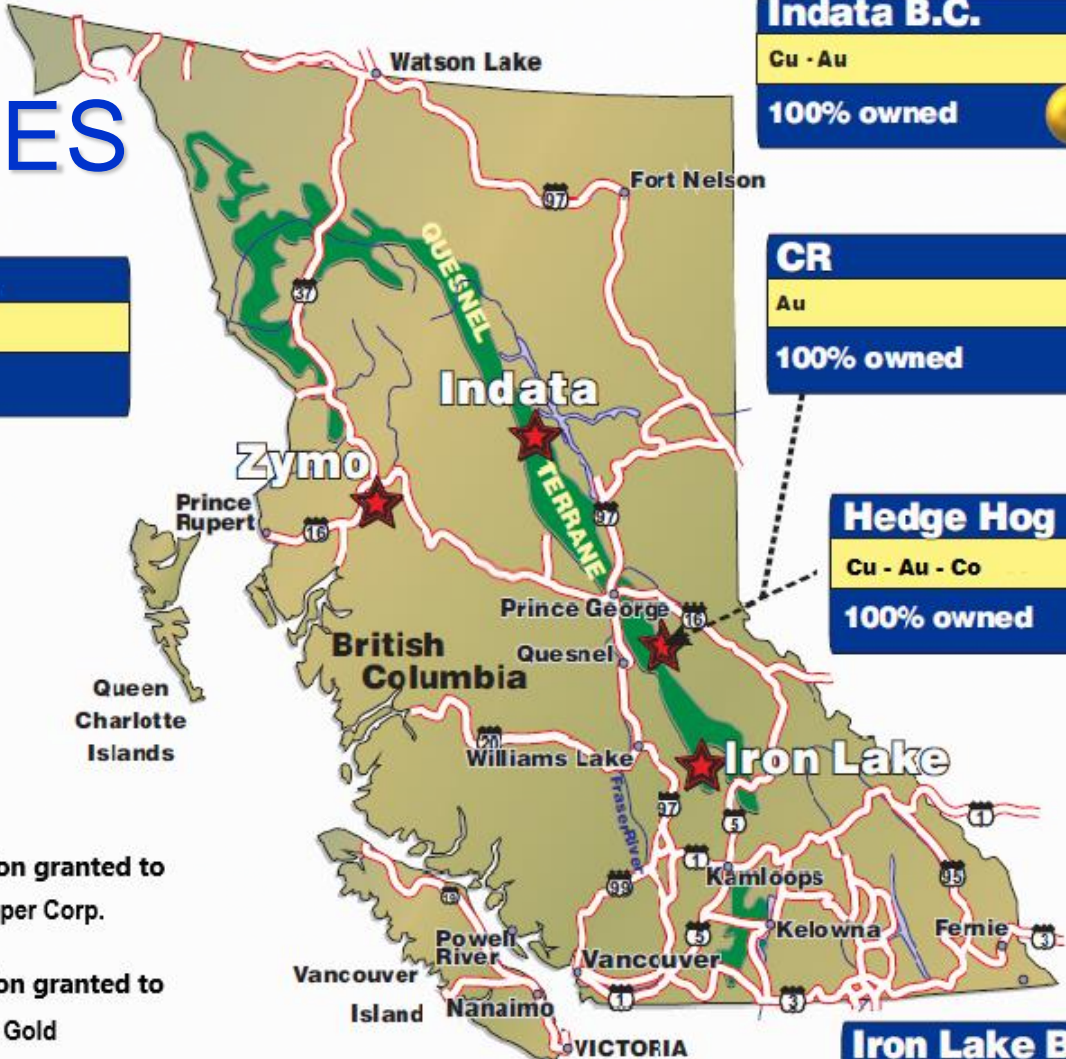 Indata B.C.
Cu - Au
100% owned
ES
Watson Lake
Fort Nelson
97
QUESNEL
37
CR
Au
100% owned
Indata
Zymo
TERRANE
Prince
Rupert
16
97
Hedge Hog
Cu - Au - Co
100% owned
Prince George
16
British
Columbia
Quesnel
Queen
Charlotte
Islands
20
Williams Lake
Iron Lake
Fraser River
97
5
1
1
99
Kamloops
95
19
5
Kelowna
Fernie
3
Powell
River
Vancouver
Vancouver
Island
Nanaimo
1
3
VICTORIA
on granted to
per Corp.
on granted to
Gold
Iron Lake B